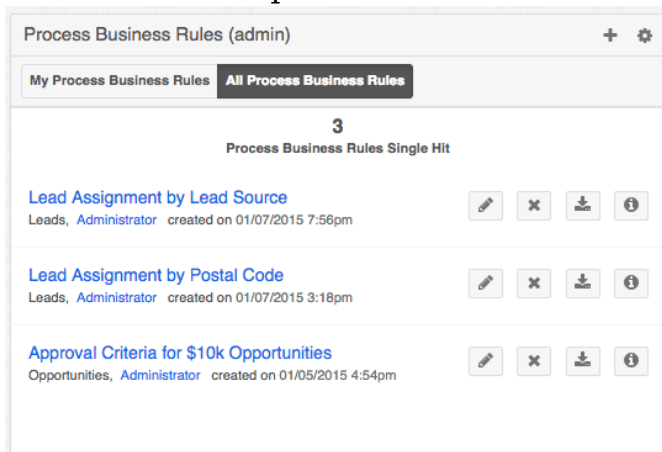 Process Business Rules (admin)
My Process Business Rules All Process Business Rules
3
Process Business Rules Single Hit
Lead Assignment by Lead Source
Leads, Administrator created on 01/07/2015 7:56pm
Lead Assignment by Postal Code
Leads, Administrator created on 01/07/2015 3:18pm
Approval Criteria for $10k Opportunities
Opportunities, Administrator created on 01/05/2015 4:54pm